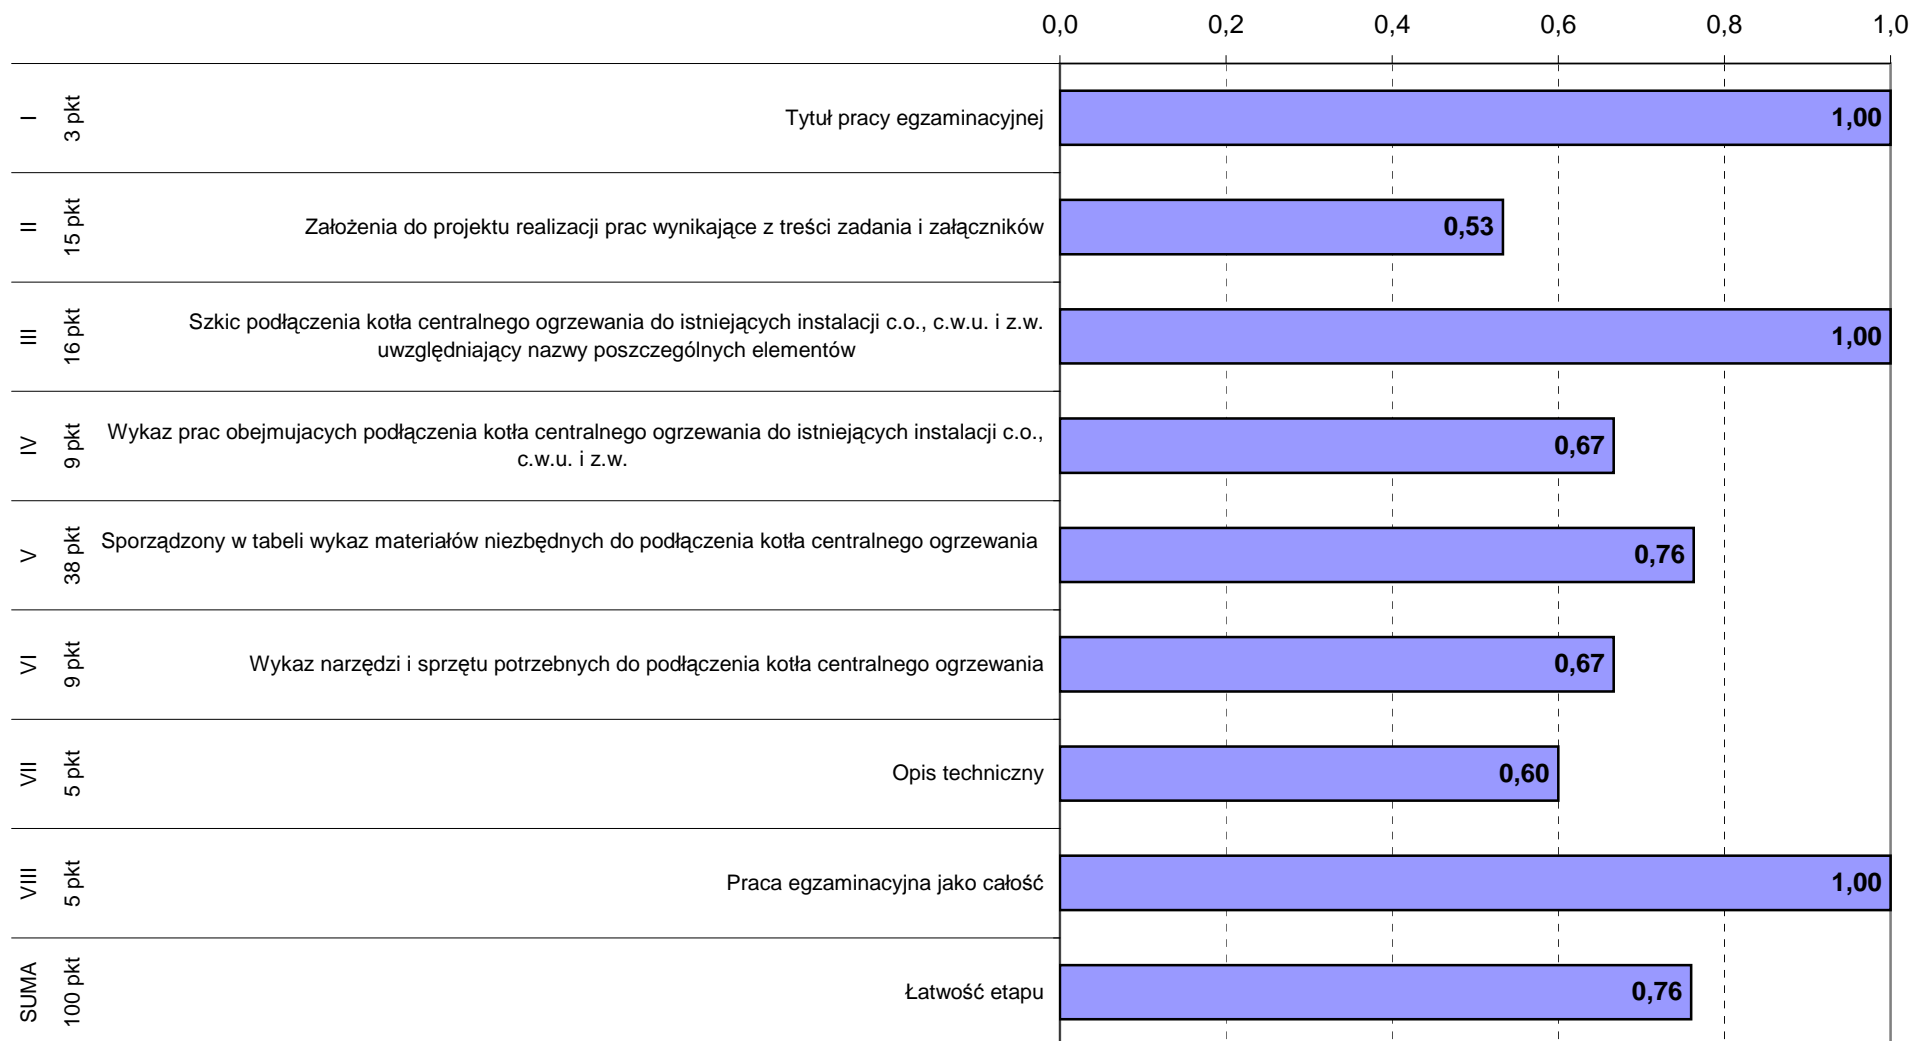 0,0 0,2 0,4 0,6 0,8 1,0
I 3 pkt Tytuł pracy egzaminacyjnej 1,00
II 15 pkt Założenia do projektu realizacji prac wynikające z treści zadania i załączników 0,53
III 16 pkt Szkic podłączenia kotła centralnego ogrzewania do istniejących instalacji c.o., c.w.u. i z.w.
uwzględniający nazwy poszczególnych elementów 1,00
IV 9 pkt Wykaz prac obejmujacych podłączenia kotła centralnego ogrzewania do istniejących instalacji c.o.,
c.w.u. i z.w. 0,67
V 38 pkt Sporządzony w tabeli wykaz materiałów niezbędnych do podłączenia kotła centralnego ogrzewania 0,76
VI 9 pkt Wykaz narzędzi i sprzętu potrzebnych do podłączenia kotła centralnego ogrzewania 0,67
VII 5 pkt Opis techniczny 0,60
VIII 5 pkt Praca egzaminacyjna jako całość 1,00
SUMA 100 pkt Łatwość etapu 0,76